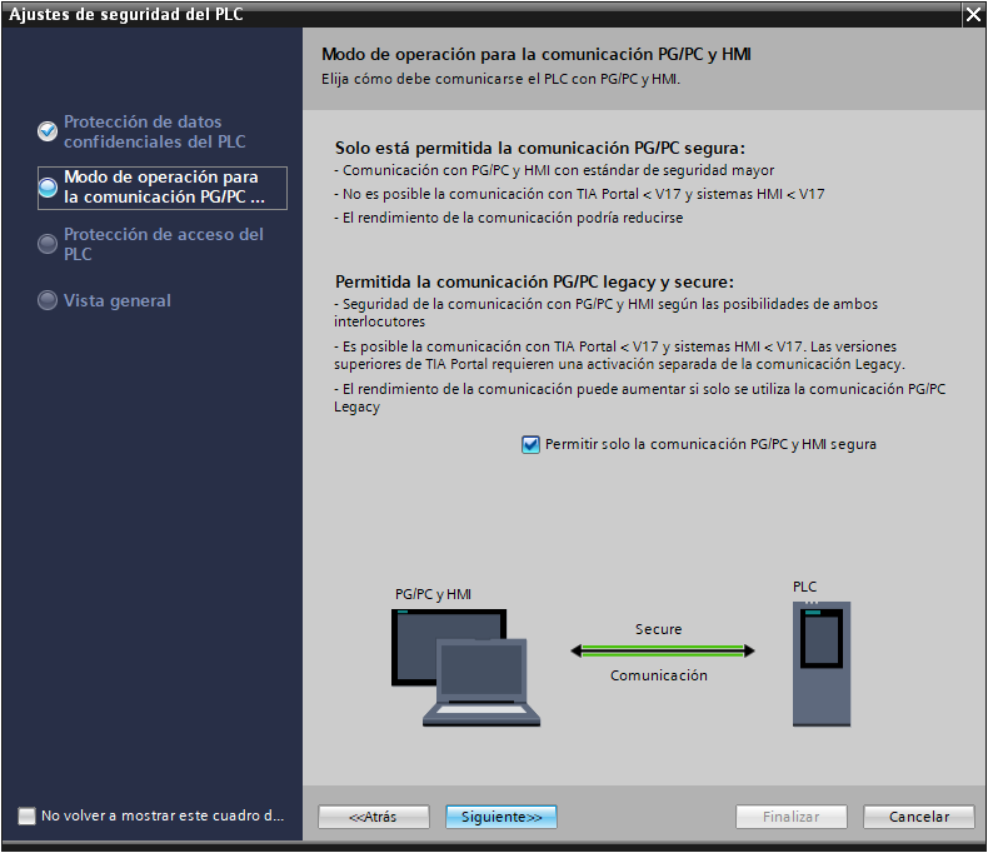 Ajustes de seguridad del PLC
Protección de datos
confidenciales del PLC
Modo de operación para
la comunicación PG/PC ...
Protección de acceso del
PLC
Vista general
No volver a mostrar este cuadro d...
Modo de operación para la comunicación PG/PC y HMI
Elija cómo debe comunicarse el PLC con PG/PC y HMI.
Solo está permitida la comunicación PG/PC segura:
- Comunicación con PG/PC y HMI con estándar de seguridad mayor
- No es posible la comunicación con TIA Portal < V17 y sistemas HMI < V17
- El rendimiento de la comunicación podría reducirse
Permitida la comunicación PG/PC legacy y secure:
- Seguridad de la comunicación con PG/PC y HMI según las posibilidades de ambos
interlocutores
- Es posible la comunicación con TIA Portal < V17 y sistemas HMI < V17. Las versiones
superiores de TIA Portal requieren una activación separada de la comunicación Legacy.
- El rendimiento de la comunicación puede aumentar si solo se utiliza la comunicación PG/PC
Legacy
Permitir solo la comunicación PG/PC y HMI segura
PG/PC y HMI
PLC
Secure
Comunicación
<<Atrás
Siguiente>>
Finalizar
Cancelar